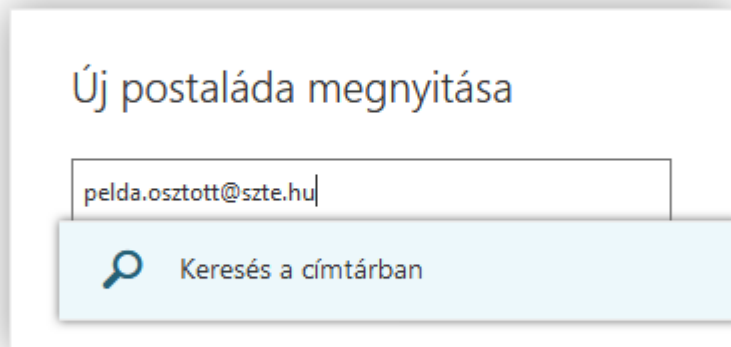 Új postaláda megnyitása
pelda.osztott@szte.hu
Keresés a címtárban